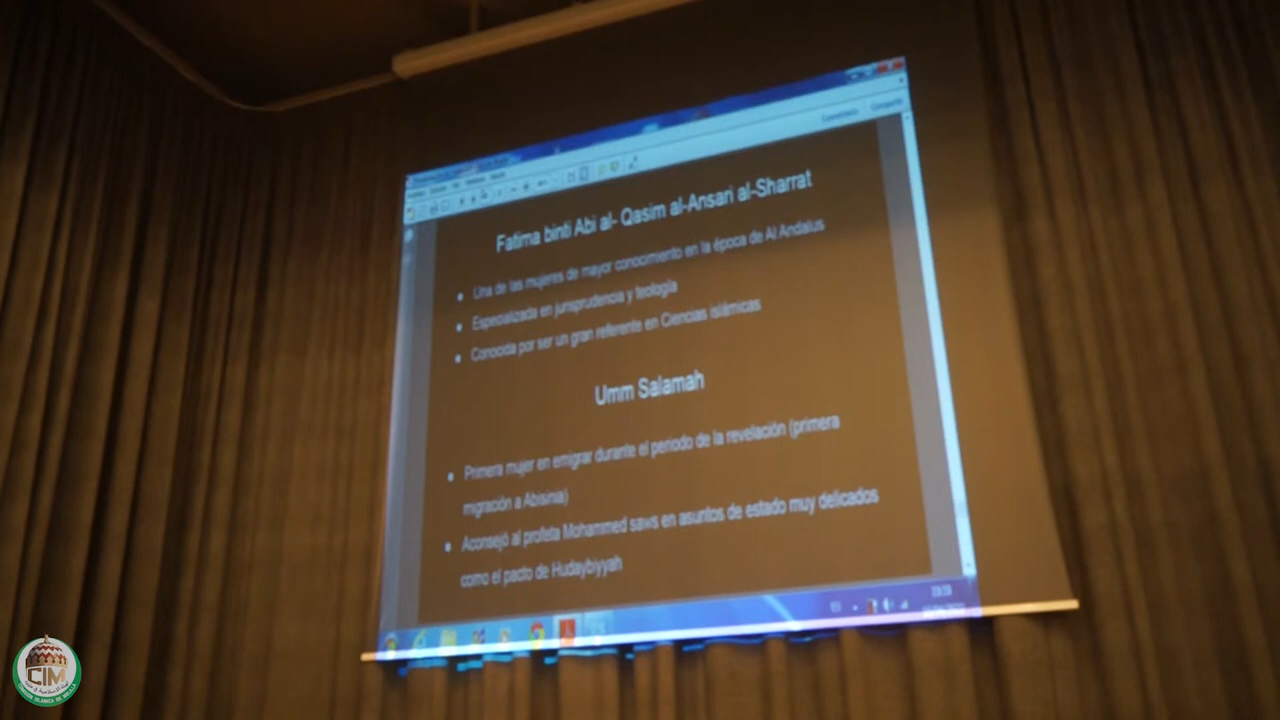 Fatima binti Abi al- Qasim al-Ansari al-Sharrat
• Una de las mujeres de mayor conocimiento en la época de Al Andalus
• Especializada en jurisprudencia y teología
• Conocida por ser un gran referente en Ciencias islámicas
Umm Salamah
• Primera mujer en emigrar durante el periodo de la revelación (primera
migración a Abisinia)
• Aconsejó al profeta Mohammed saws en asuntos de estado muy delicados
como el pacto de Hudaybiyyah
ES
CIM